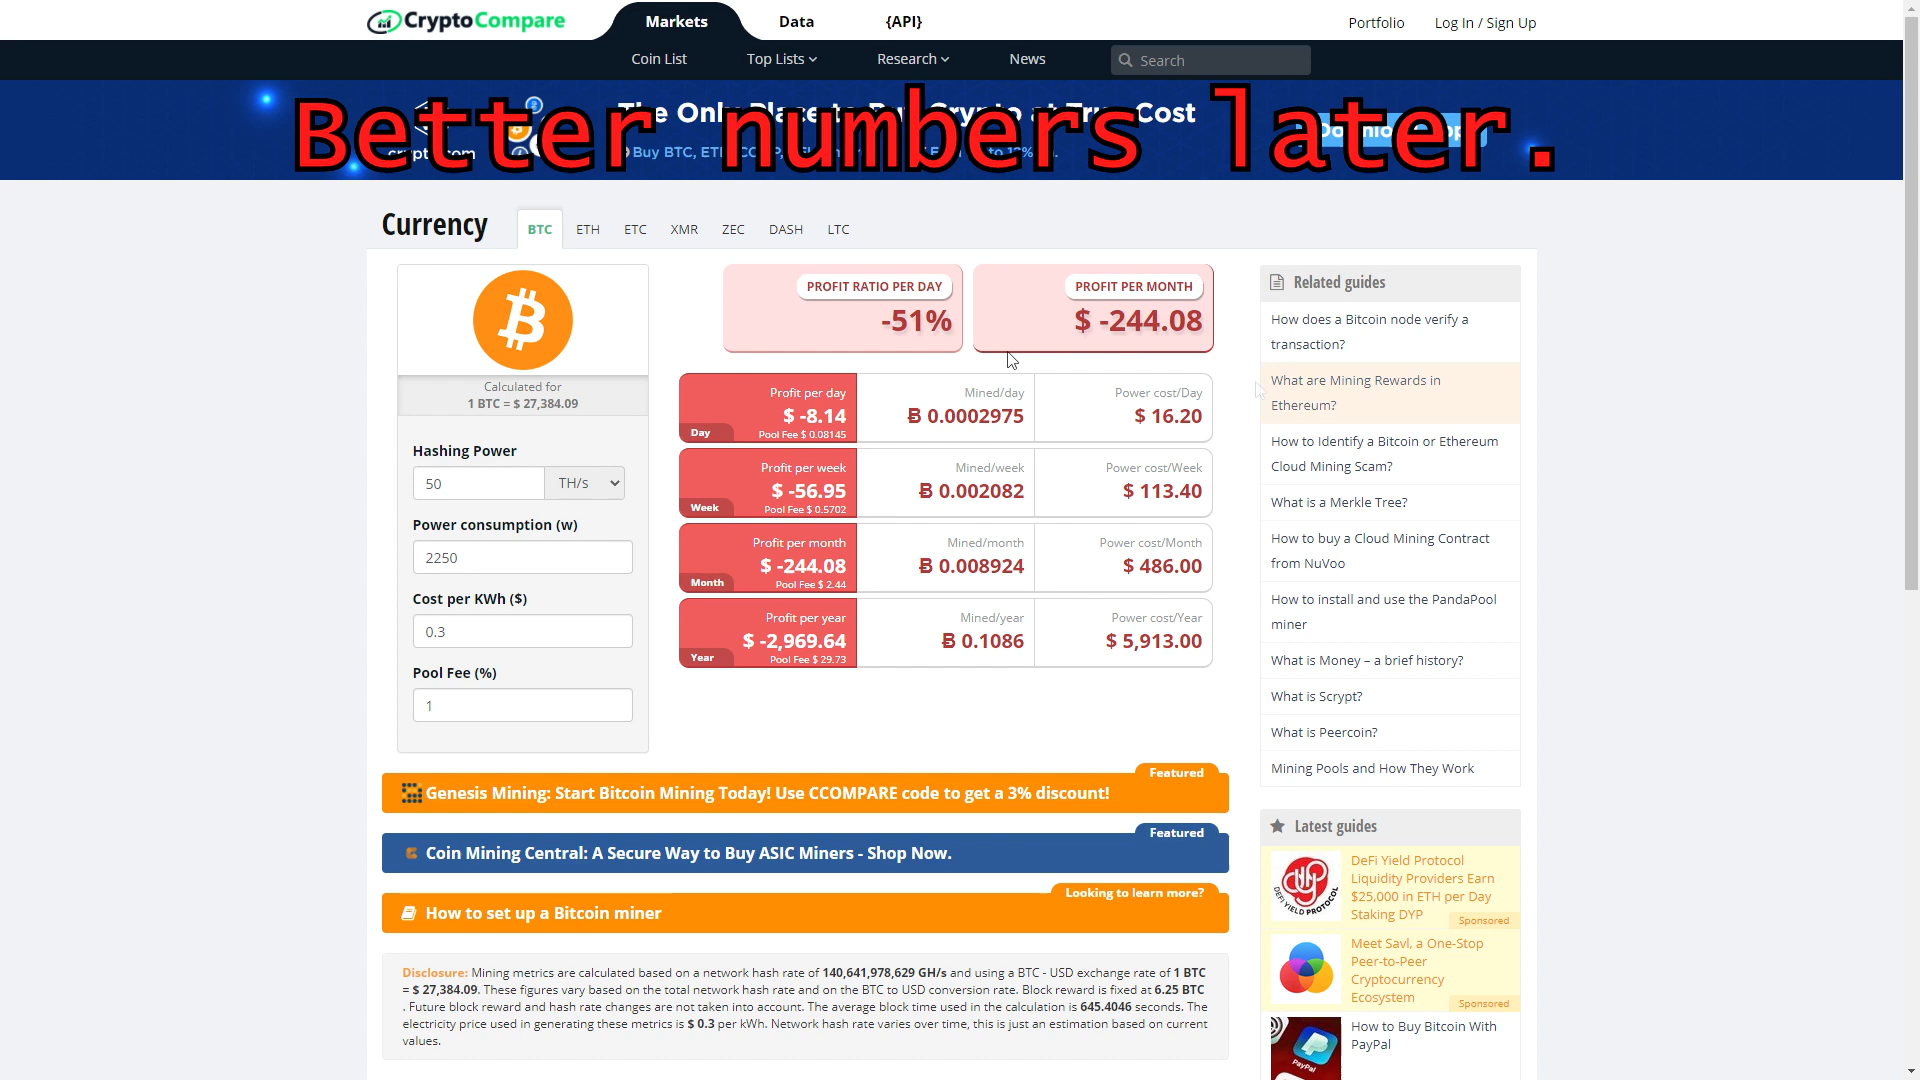 CryptoCompare
Markets
Data
{API}
Portfolio
Log In / Sign Up
Coin List
Top Lists
Research
News
Search
Better numbers later.
The Only Place to Buy Crypto at True Cost
Buy BTC, ETH
Currency
BTC
ETH
ETC
XMR
ZEC
DASH
LTC
Calculated for
1 BTC = $ 27,384.09
Hashing Power
50
TH/s
Power consumption (w)
2250
Cost per KWh ($)
0.3
Pool Fee (%)
1
PROFIT RATIO PER DAY
-51%
PROFIT PER MONTH
$ -244.08
Profit per day
$ -8.14
Day
Pool Fee $ 0.08145
Mined/day
Ƀ 0.0002975
Power cost/Day
$ 16.20
Profit per week
$ -56.95
Week
Pool Fee $ 0.5702
Mined/week
Ƀ 0.002082
Power cost/Week
$ 113.40
Profit per month
$ -244.08
Month
Pool Fee $ 2.44
Mined/month
Ƀ 0.008924
Power cost/Month
$ 486.00
Profit per year
$ -2,969.64
Year
Pool Fee $ 29.73
Mined/year
Ƀ 0.1086
Power cost/Year
$ 5,913.00
Featured
Genesis Mining: Start Bitcoin Mining Today! Use CCOMPARE code to get a 3% discount!
Featured
Coin Mining Central: A Secure Way to Buy ASIC Miners - Shop Now.
Looking to learn more?
How to set up a Bitcoin miner
Disclosure: Mining metrics are calculated based on a network hash rate of 140,641,978,629 GH/s and using a BTC - USD exchange rate of 1 BTC
= $ 27,384.09. These figures vary based on the total network hash rate and on the BTC to USD conversion rate. Block reward is fixed at 6.25 BTC
. Future block reward and hash rate changes are not taken into account. The average block time used in the calculation is 645.4046 seconds. The
electricity price used in generating these metrics is $ 0.3 per kWh. Network hash rate varies over time, this is just an estimation based on current
values.
Related guides
How does a Bitcoin node verify a
transaction?
What are Mining Rewards in
Ethereum?
How to Identify a Bitcoin or Ethereum
Cloud Mining Scam?
What is a Merkle Tree?
How to buy a Cloud Mining Contract
from NuVoo
How to install and use the PandaPool
miner
What is Money – a brief history?
What is Scrypt?
What is Peercoin?
Mining Pools and How They Work
Latest guides
DEFI YIELD PROTOCOL
DeFi Yield Protocol
Liquidity Providers Earn
$25,000 in ETH per Day
Staking DYP
Sponsored
Meet Savl, a One-Stop
Peer-to-Peer
Cryptocurrency
Ecosystem
Sponsored
How to Buy Bitcoin With
PayPal
PayPal